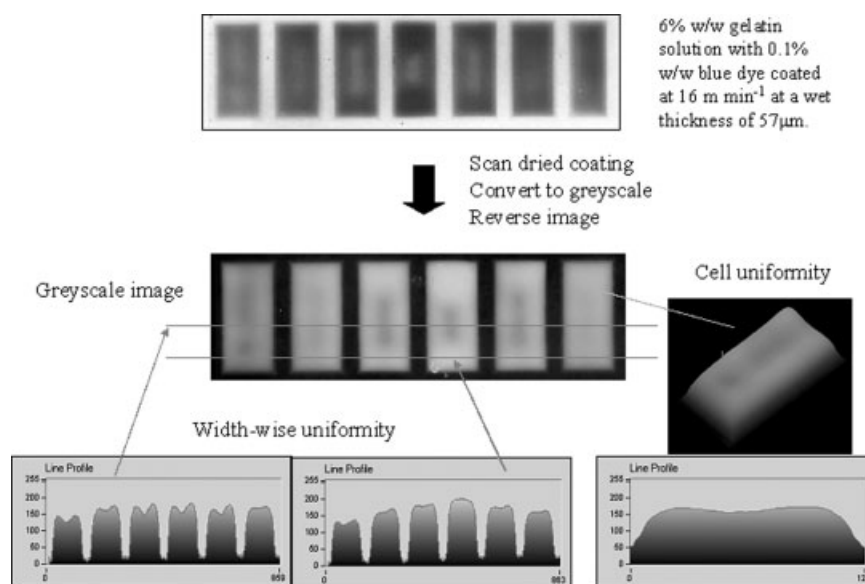 6% w/w gelatin
solution with 0.1%
w/w blue dye coated
at 16 m min⁻¹ at a wet
thickness of 57μm.
Scan dried coating
Convert to greyscale
Reverse image
Greyscale image
Cell uniformity
Width-wise uniformity
Line Profile
255
200
150
100
50
0
0
859
Line Profile
255
200
150
100
50
0
0
863
Line Profile
255
200
150
100
50
0
0